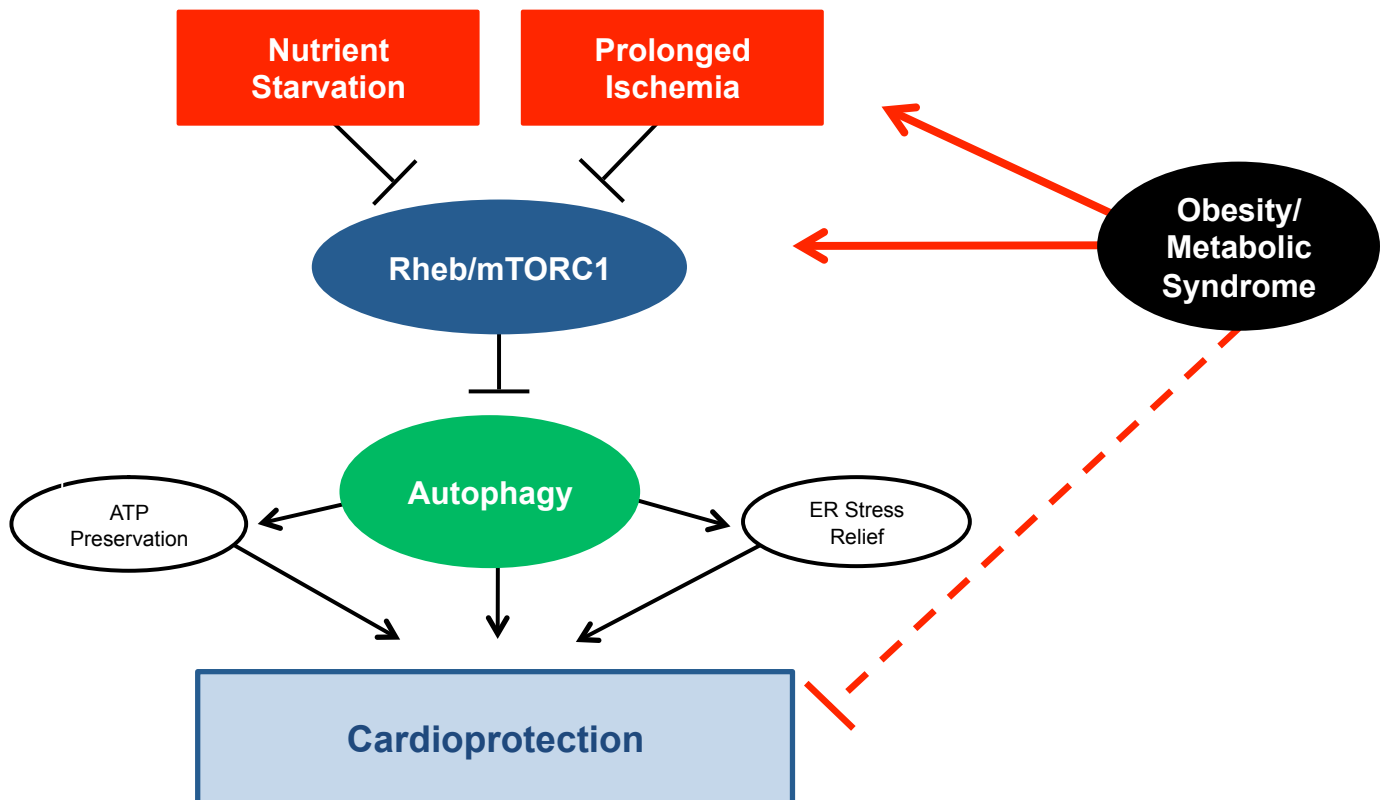 Nutrient
Starvation
Prolonged
Ischemia
Obesity/
Metabolic
Syndrome
Rheb/mTORC1
Autophagy
ATP
Preservation
ER Stress
Relief
Cardioprotection